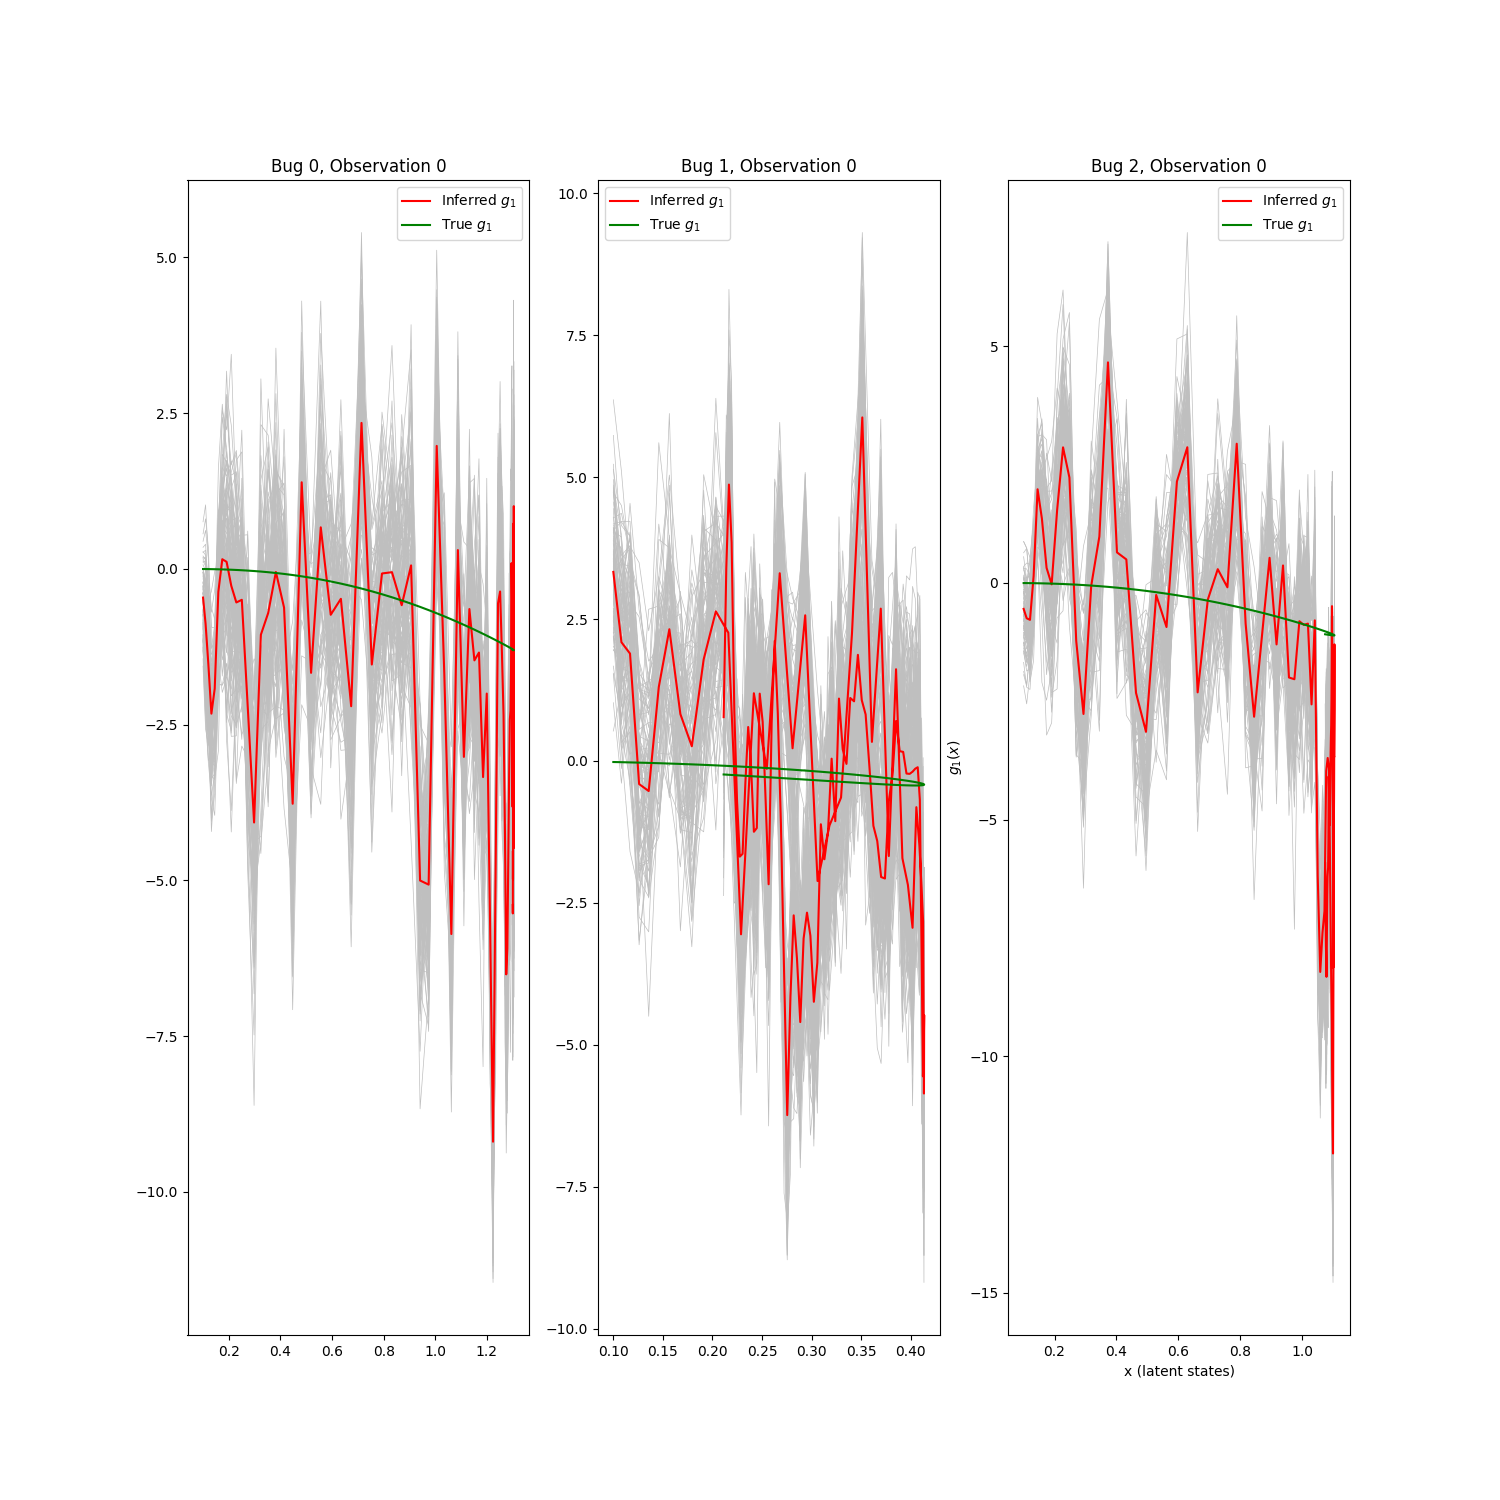 Bug 0, Observation 0
Inferred g₁
True g₁
5.0
2.5
0.0
−2.5
−5.0
−7.5
−10.0
0.2 0.4 0.6 0.8 1.0 1.2
Bug 1, Observation 0
Inferred g₁
True g₁
10.0
7.5
5.0
2.5
0.0
−2.5
−5.0
−7.5
−10.0
0.10 0.15 0.20 0.25 0.30 0.35 0.40
Bug 2, Observation 0
Inferred g₁
True g₁
g₁(x)
5
0
−5
−10
−15
0.2 0.4 0.6 0.8 1.0
x (latent states)